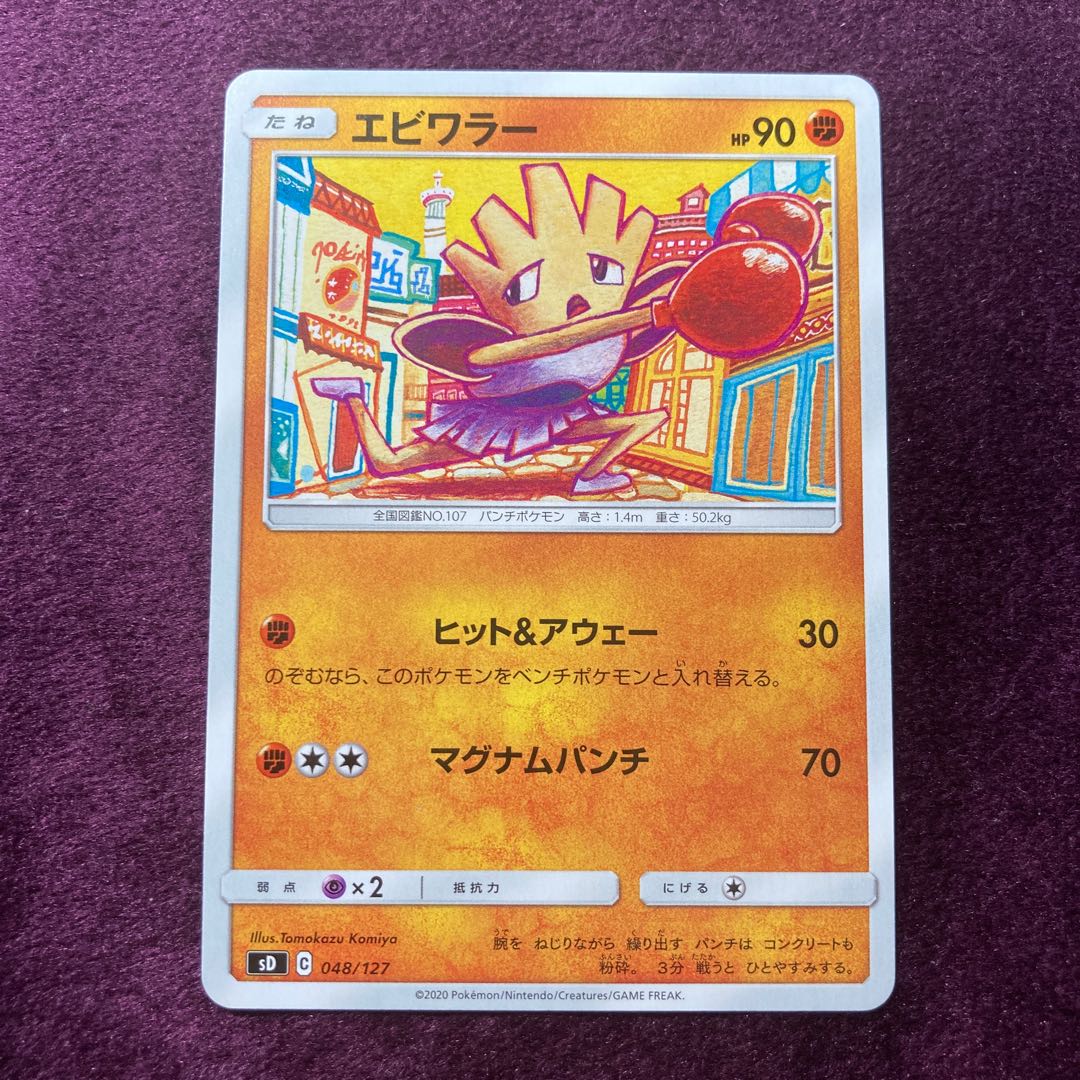 たね エビワラー HP90
全国図鑑NO.107 パンチポケモン 高さ：1.4m 重さ：50.2kg
ヒット&アウェー 30
のぞむなら、このポケモンをベンチポケモンと入れ替える。
マグナムパンチ 70
弱点 ×2 抵抗力 にげる
Illus.Tomokazu Komiya
腕を ねじりながら 繰り出す パンチは コンクリートも
粉砕。 3分 戦うと ひとやすみする。
sD C 048/127
©2020 Pokémon/Nintendo/Creatures/GAME FREAK.